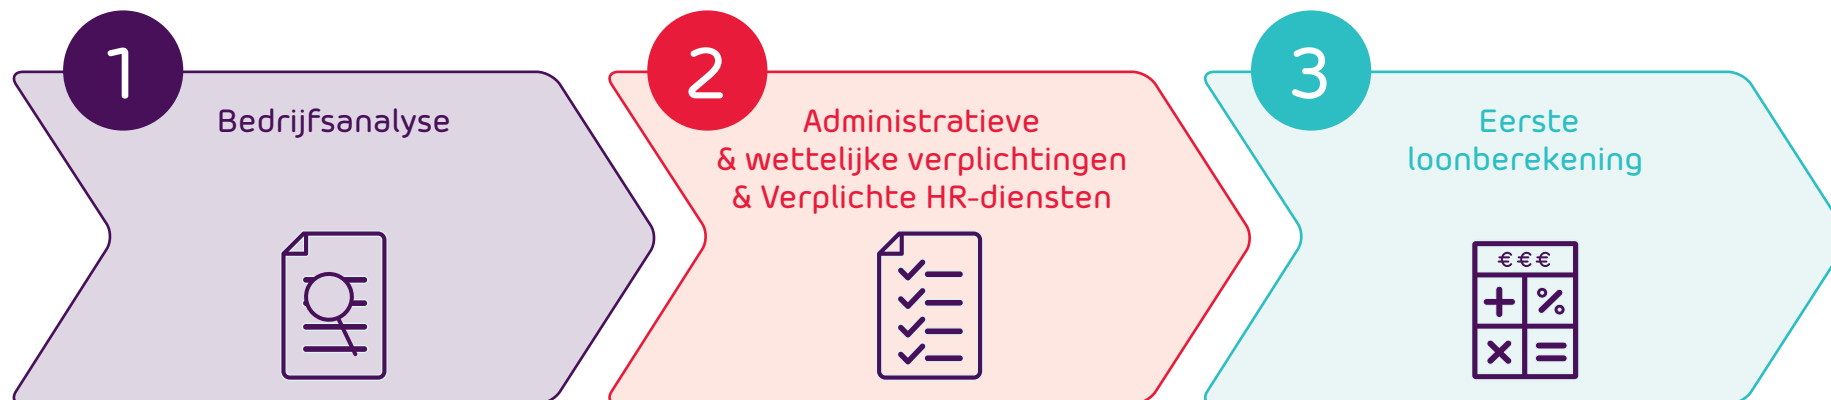 1
Bedrijfsanalyse
2
Administratieve
& wettelijke verplichtingen
& Verplichte HR-diensten
3
Eerste
loonberekening
€€€
+ %
× =